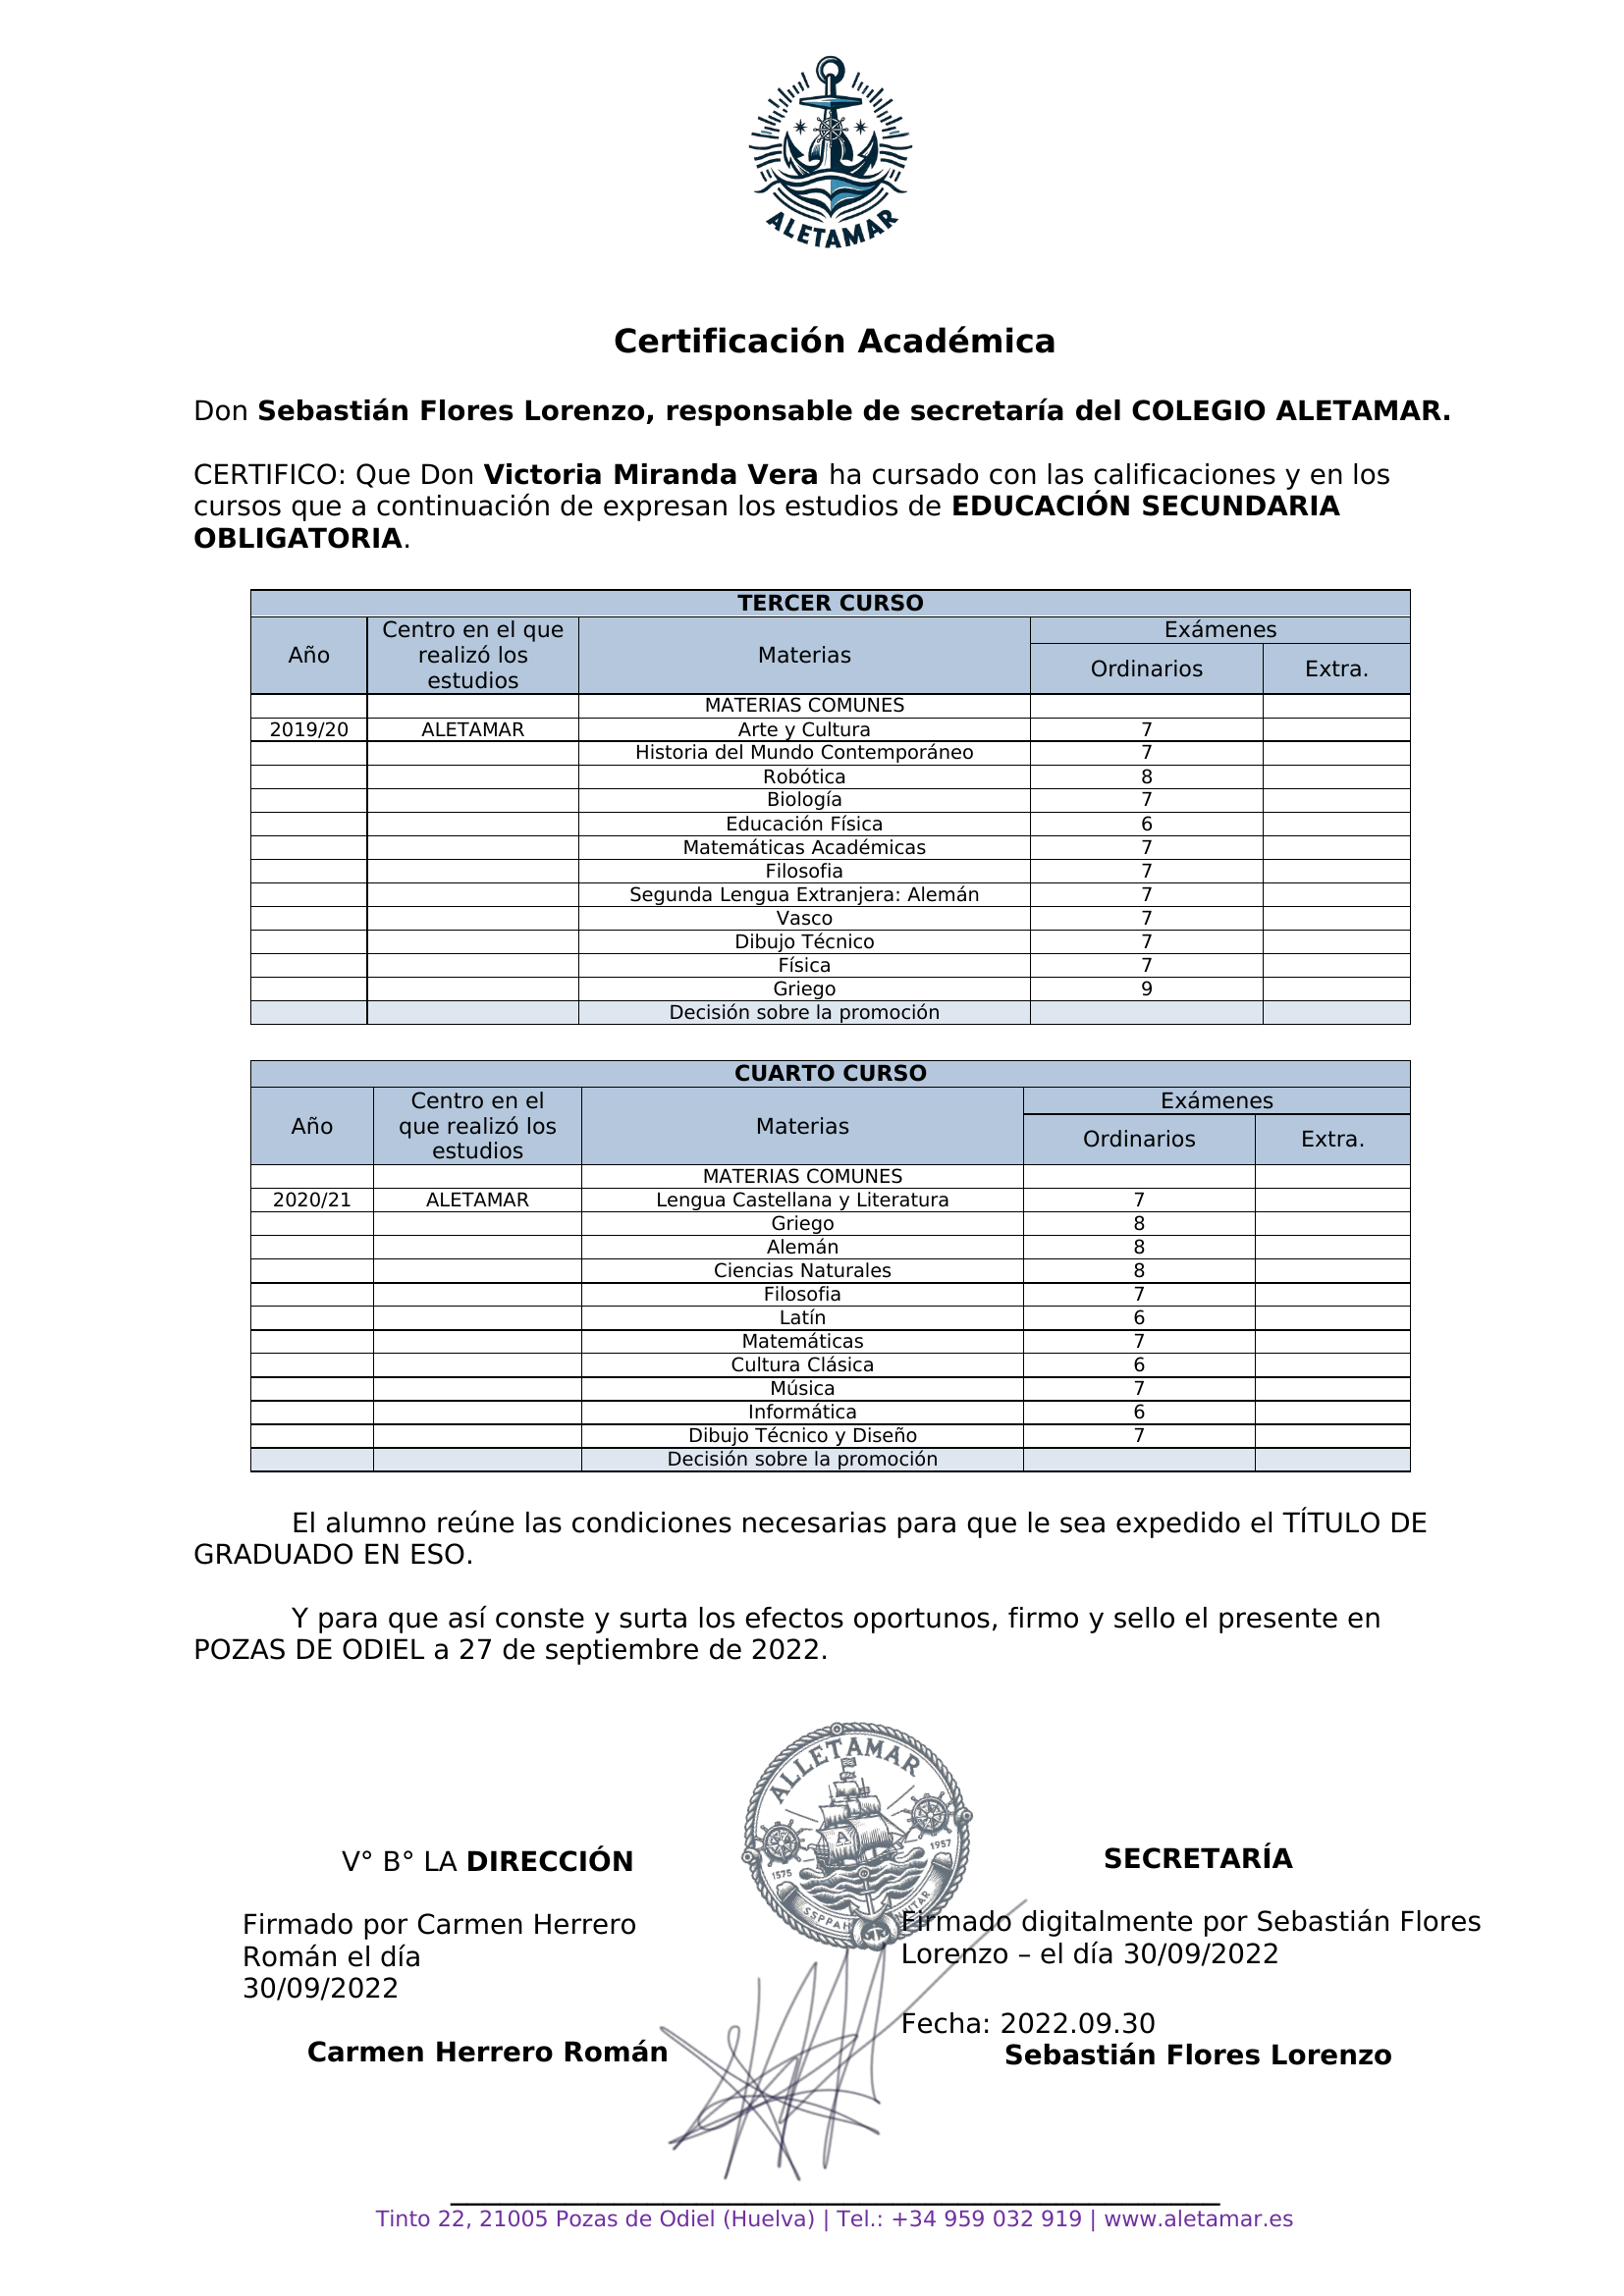 ALETAMAR
Certificación Académica
Don Sebastián Flores Lorenzo, responsable de secretaría del COLEGIO ALETAMAR.
CERTIFICO: Que Don Victoria Miranda Vera ha cursado con las calificaciones y en los
cursos que a continuación de expresan los estudios de EDUCACIÓN SECUNDARIA
OBLIGATORIA.
TERCER CURSO
Año Centro en el que realizó los estudios Materias Exámenes
Ordinarios Extra.
MATERIAS COMUNES
2019/20 ALETAMAR Arte y Cultura 7
Historia del Mundo Contemporáneo 7
Robótica 8
Biología 7
Educación Física 6
Matemáticas Académicas 7
Filosofia 7
Segunda Lengua Extranjera: Alemán 7
Vasco 7
Dibujo Técnico 7
Física 7
Griego 9
Decisión sobre la promoción
CUARTO CURSO
Año Centro en el que realizó los estudios Materias Exámenes
Ordinarios Extra.
MATERIAS COMUNES
2020/21 ALETAMAR Lengua Castellana y Literatura 7
Griego 8
Alemán 8
Ciencias Naturales 8
Filosofia 7
Latín 6
Matemáticas 7
Cultura Clásica 6
Música 7
Informática 6
Dibujo Técnico y Diseño 7
Decisión sobre la promoción
El alumno reúne las condiciones necesarias para que le sea expedido el TÍTULO DE
GRADUADO EN ESO.
Y para que así conste y surta los efectos oportunos, firmo y sello el presente en
POZAS DE ODIEL a 27 de septiembre de 2022.
ALLETAMAR
A
1575 1957
V° B° LA DIRECCIÓN
Firmado por Carmen Herrero
Román el día
30/09/2022
Carmen Herrero Román
SECRETARÍA
Firmado digitalmente por Sebastián Flores
Lorenzo – el día 30/09/2022
Fecha: 2022.09.30
Sebastián Flores Lorenzo
Tinto 22, 21005 Pozas de Odiel (Huelva) | Tel.: +34 959 032 919 | www.aletamar.es